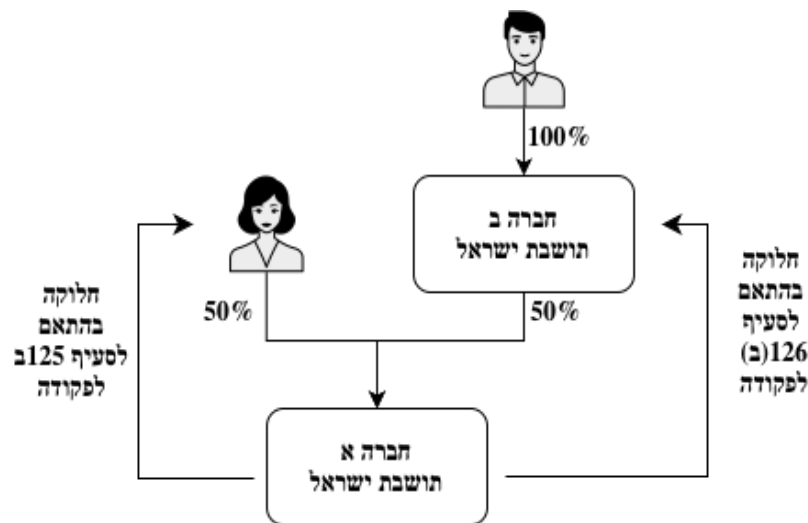 100%
חברה ב
תושבת ישראל
50%
50%
חלוקה
בהתאם
לסעיף
126(ב)
לפקודה
חלוקה
בהתאם
לסעיף 125ב
לפקודה
חברה א
תושבת ישראל